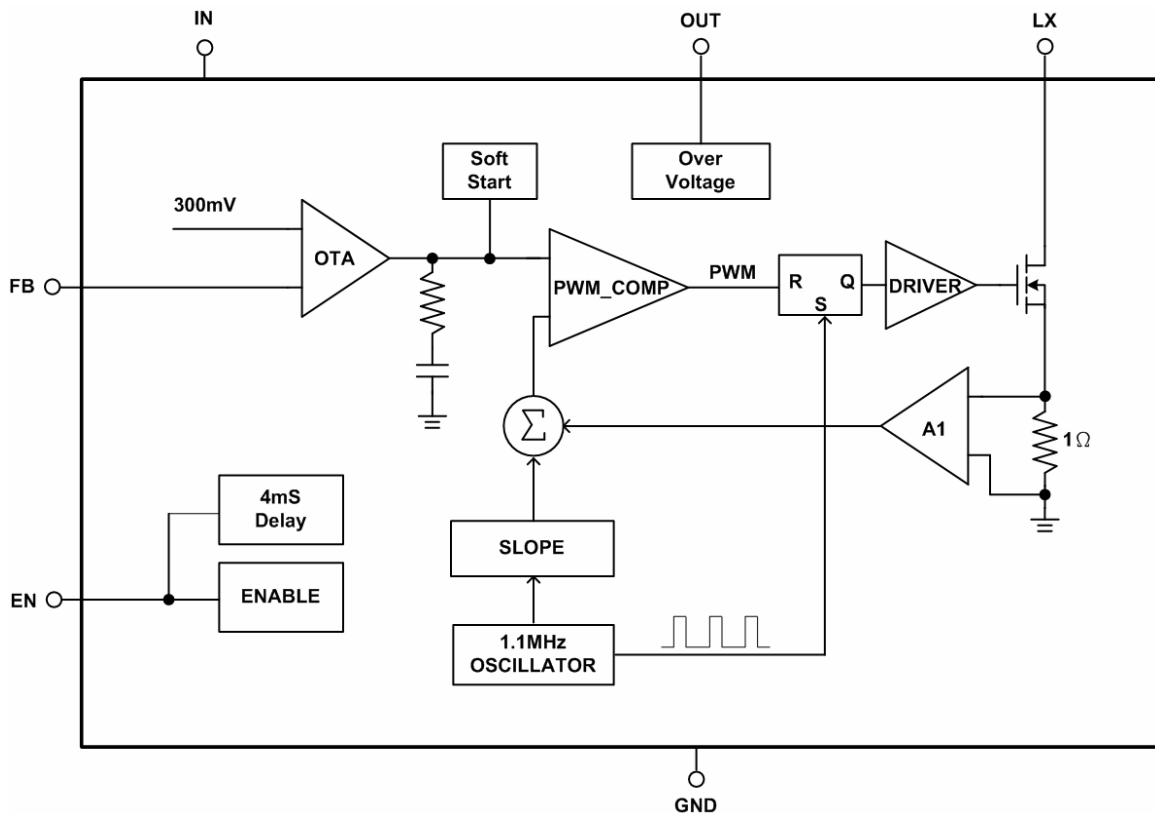 IN
OUT
LX
Soft
Start
Over
Voltage
300mV
OTA
FB
PWM_COMP
PWM
R
Q
S
DRIVER
Σ
A1
1Ω
4mS
Delay
SLOPE
EN
ENABLE
1.1MHz
OSCILLATOR
GND